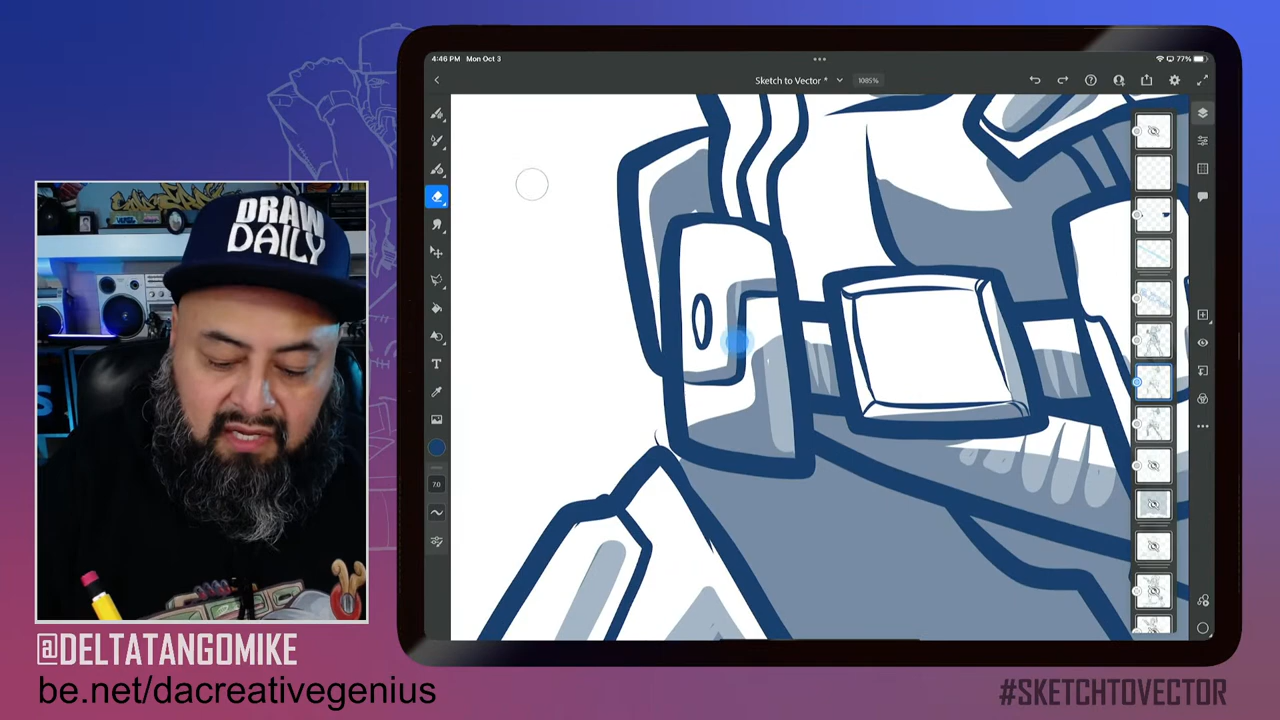 4:46 PM Mon Oct 3
77%
Sketch to Vector *
1085%
DRAW
DAILY
T
70
S
@DELTATANGOMIKE
be.net/dacreativegenius
#SKETCHTOVECTOR